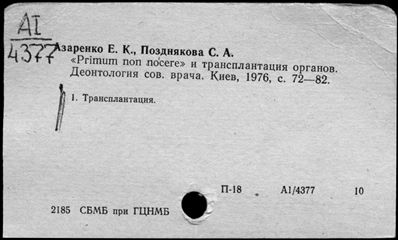 AI
4377
Азаренко Е. К., Позднякова С. А.
«Primum non nocere» и трансплантация органов.
Деонтология сов. врача. Киев, 1976, с. 72—82.
1. Трансплантация.
П-18 А1/4377 10
2185 СБМБ при ГЦНМБ